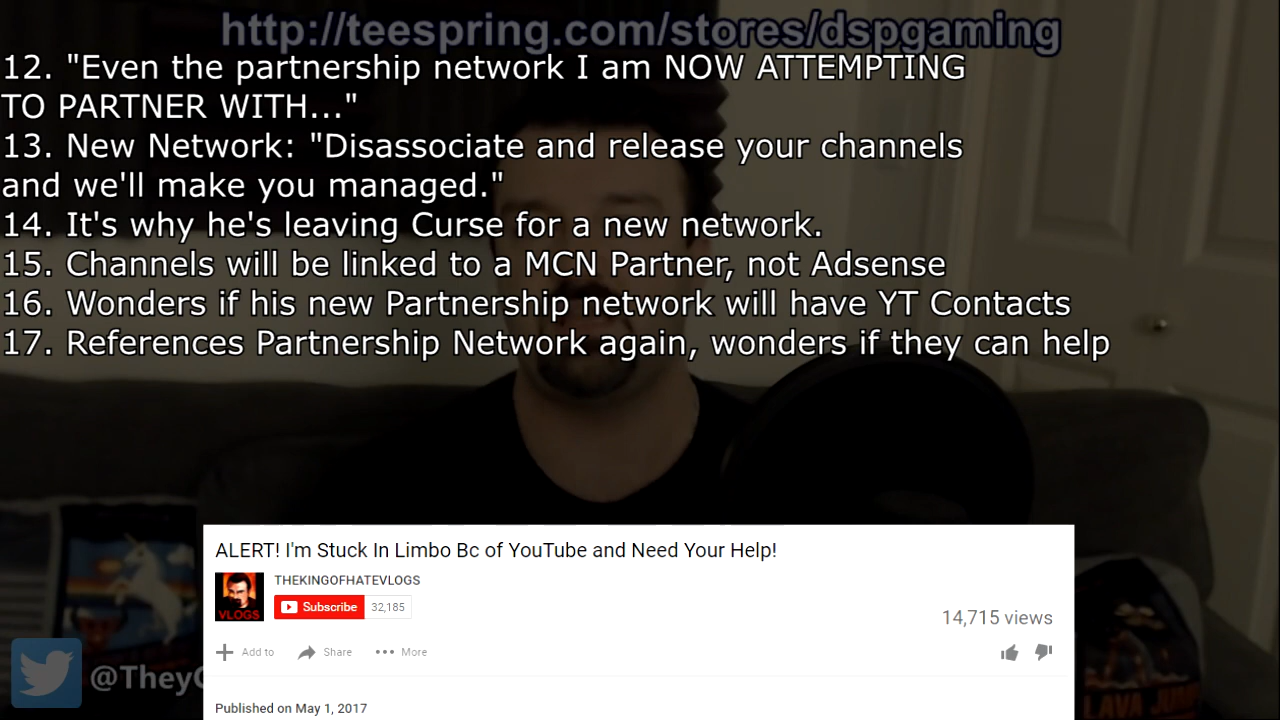 http://teespring.com/stores/dspgaming
12. "Even the partnership network I am NOW ATTEMPTING
TO PARTNER WITH..."
13. New Network: "Disassociate and release your channels
and we'll make you managed."
14. It's why he's leaving Curse for a new network.
15. Channels will be linked to a MCN Partner, not Adsense
16. Wonders if his new Partnership network will have YT Contacts
17. References Partnership Network again, wonders if they can help
ALERT! I'm Stuck In Limbo Bc of YouTube and Need Your Help!
THEKINGOFHATEVLOGS
VLOGS
Subscribe 32,185
14,715 views
Add to Share More
Published on May 1, 2017
LAVA